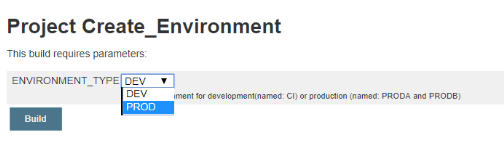 Project Create_Environment
This build requires parameters:
ENVIRONMENT_TYPE DEV
DEV
PROD
nment for development(named: CI) or production (named: PRODA and PRODB)
Build